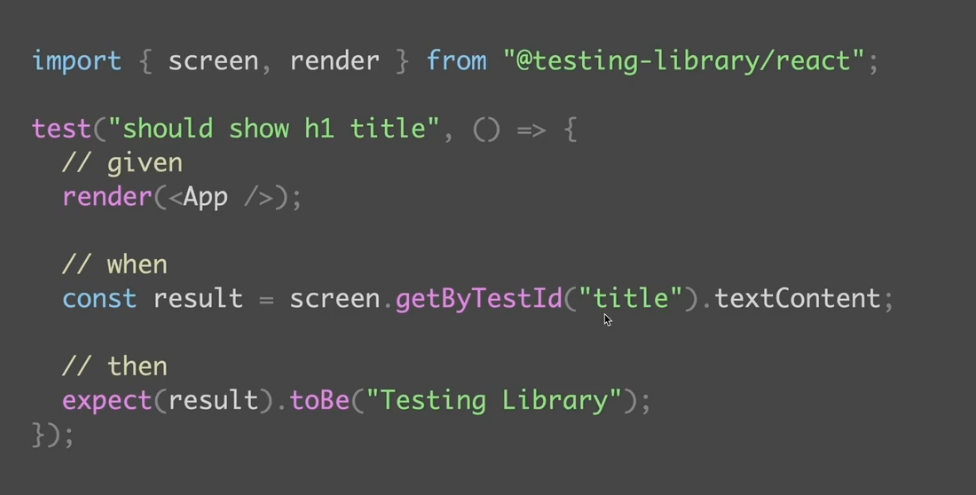 import { screen, render } from "@testing-library/react";
test("should show h1 title", () => {
// given
render(<App />);
// when
const result = screen.getByTestId("title").textContent;
// then
expect(result).toBe("Testing Library");
});